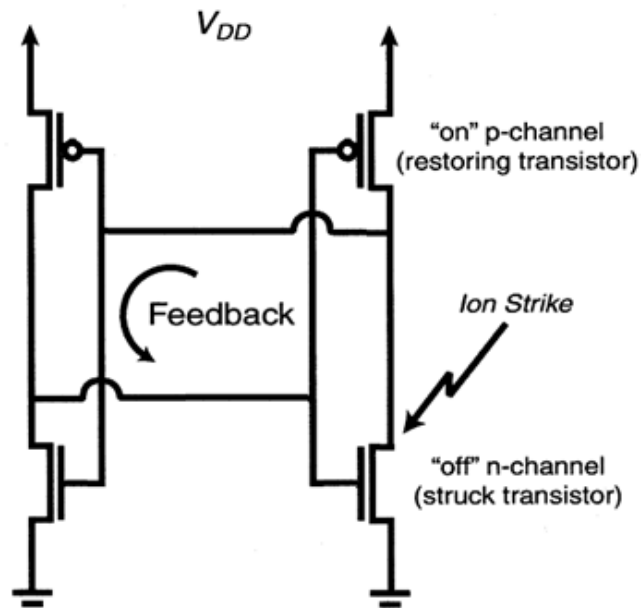 V_DD
"on" p-channel
(restoring transistor)
Feedback
Ion Strike
"off" n-channel
(struck transistor)